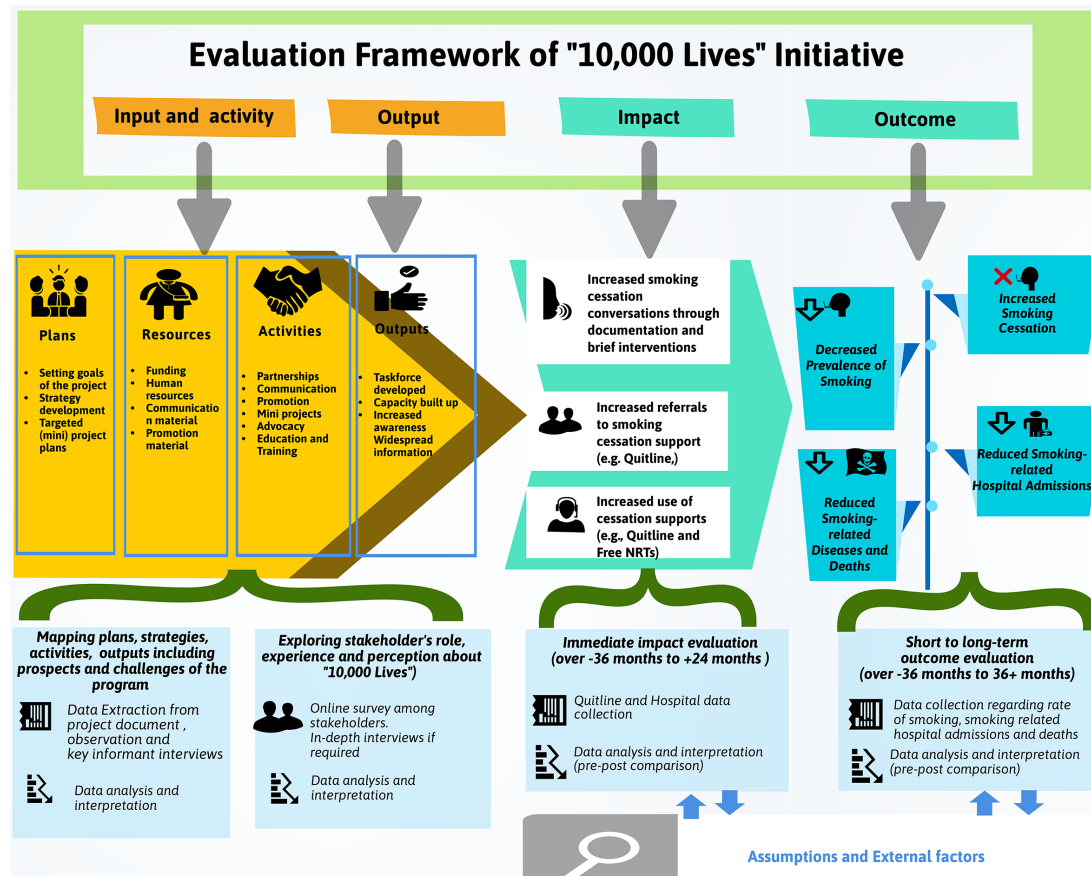 Evaluation Framework of "10,000 Lives" Initiative
Input and activity
Output
Impact
Outcome
Plans
Setting goals
of the project
Strategy
development
Targeted
(mini) project
plans
Resources
Funding
Human
resources
Communicatio
n material
Promotion
material
Activities
Partnerships
Communication
Promotion
Mini projects
Advocacy
Education and
Training
Outputs
Taskforce
developed
Capacity built up
Increased
awareness
Widespread
information
Increased smoking
cessation
conversations through
documentation and
brief interventions
Increased referrals
to smoking
cessation support
(e.g. Quitline,)
Increased use of
cessation supports
(e.g., Quitline and
Free NRTs)
Increased
Smoking
Cessation
Decreased
Prevalence of
Smoking
Reduced Smoking-
related
Hospital Admissions
Reduced
Smoking-
related
Diseases and
Deaths
Mapping plans, strategies,
activities, outputs including
prospects and challenges of the
program
Data Extraction from
project document ,
observation and
key informant interviews
Data analysis and
interpretation
Exploring stakeholder's role,
experience and perception about
"10,000 Lives")
Online survey among
stakeholders.
In-depth interviews if
required
Data analysis and
interpretation
Immediate impact evaluation
(over -36 months to +24 months )
Quitline and Hospital data
collection
Data analysis and interpretation
(pre-post comparison)
Short to long-term
outcome evaluation
(over -36 months to 36+ months)
Data collection regarding rate
of smoking, smoking related
hospital admissions and deaths
Data analysis and interpretation
(pre-post comparison)
Assumptions and External factors